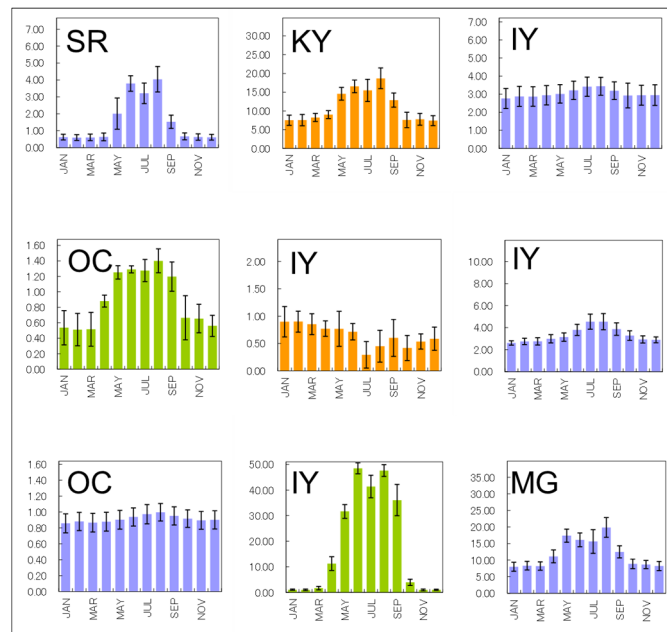 SR
7.00
6.00
5.00
4.00
3.00
2.00
1.00
0.00
JAN
MAR
MAY
JUL
SEP
NOV
KY
30.00
25.00
20.00
15.00
10.00
5.00
0.00
JAN
MAR
MAY
JUL
SEP
NOV
IY
7.00
6.00
5.00
4.00
3.00
2.00
1.00
0.00
JAN
MAR
MAY
JUL
SEP
NOV
OC
1.60
1.40
1.20
1.00
0.80
0.60
0.40
0.20
0.00
JAN
MAR
MAY
JUL
SEP
NOV
IY
2.00
1.50
1.00
0.50
0.00
JAN
MAR
MAY
JUL
SEP
NOV
IY
10.00
8.00
6.00
4.00
2.00
0.00
JAN
MAR
MAY
JUL
SEP
NOV
OC
1.60
1.40
1.20
1.00
0.80
0.60
0.40
0.20
0.00
JAN
MAR
MAY
JUL
SEP
NOV
IY
50.00
40.00
30.00
20.00
10.00
0.00
JAN
MAR
MAY
JUL
SEP
NOV
MG
35.00
30.00
25.00
20.00
15.00
10.00
5.00
0.00
JAN
MAR
MAY
JUL
SEP
NOV